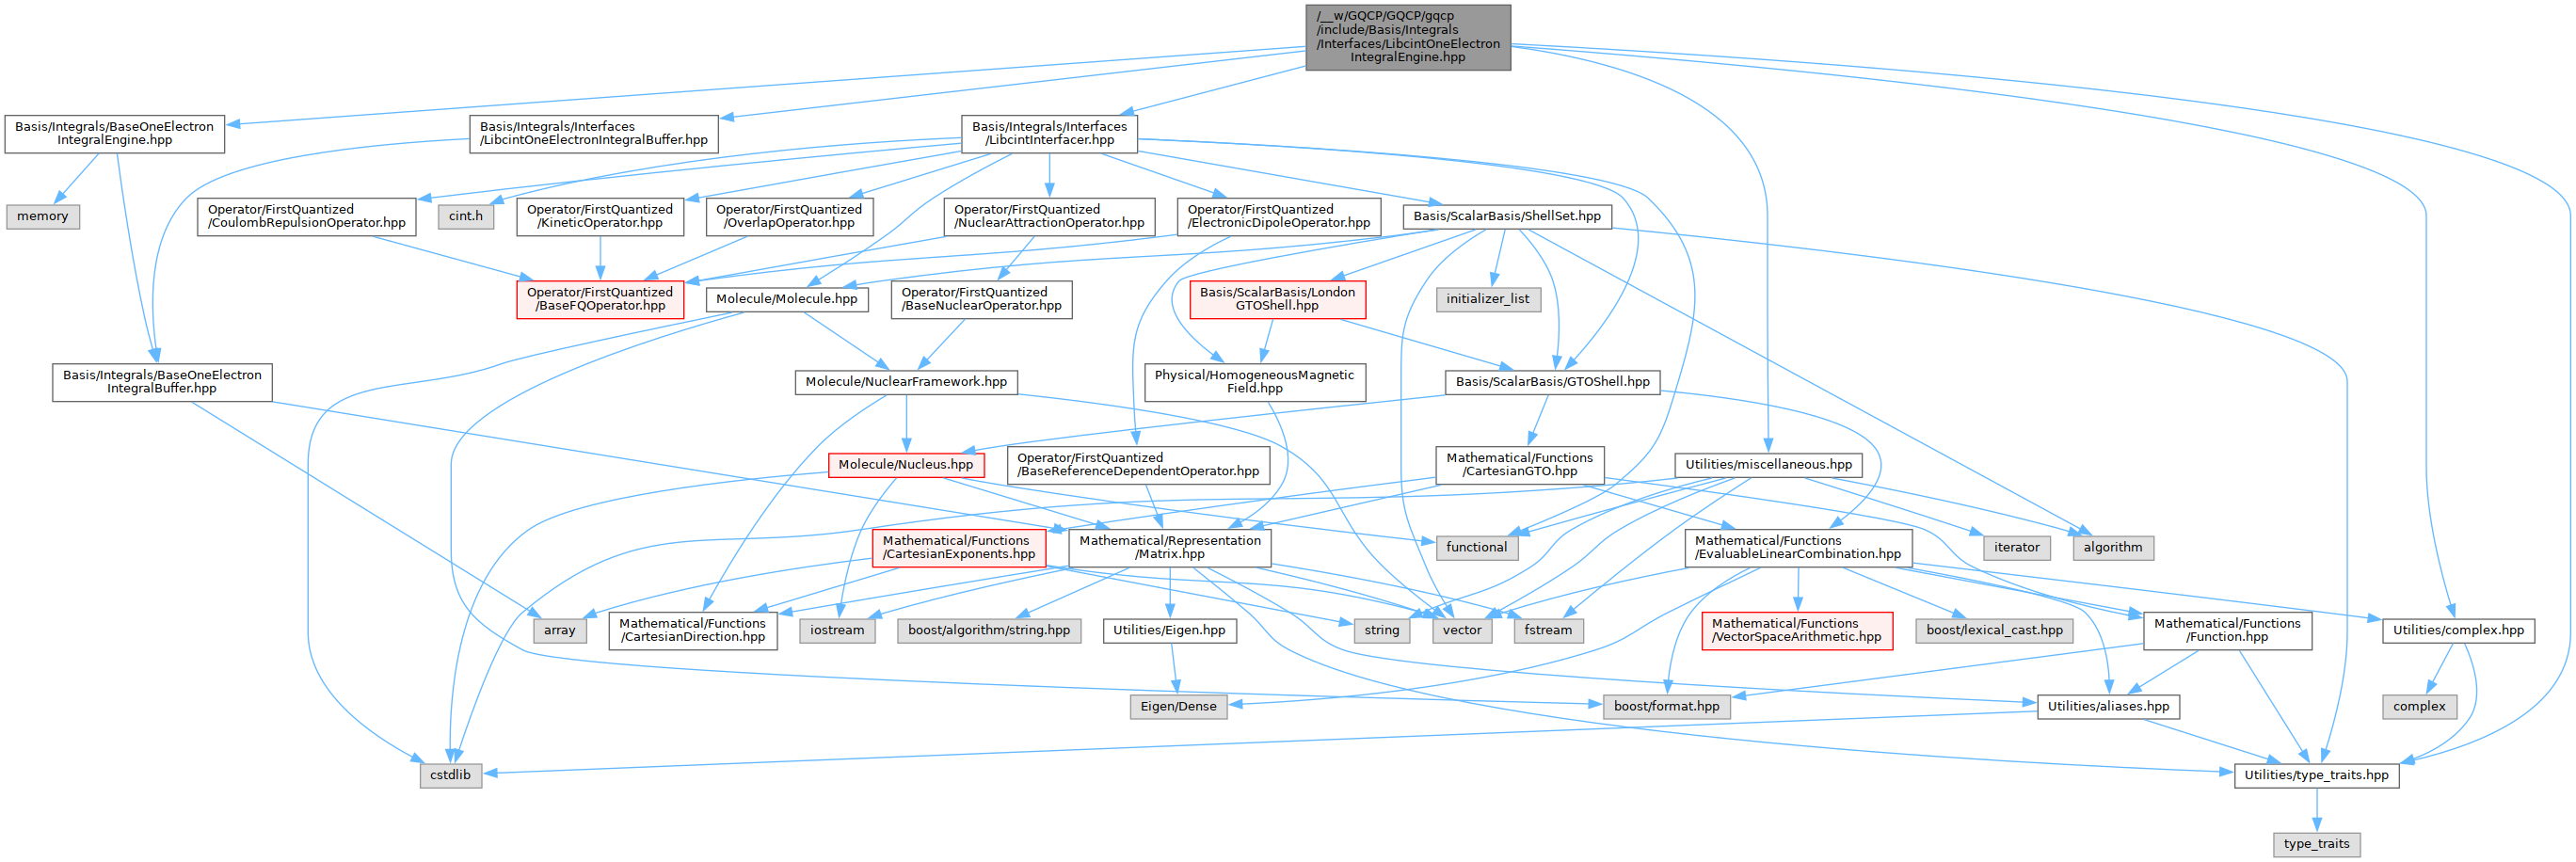 /__w/GQCP/GQCP/gqcp
/include/Basis/Integrals
/Interfaces/LibcintOneElectron
IntegralEngine.hpp
Basis/Integrals/BaseOneElectron
IntegralEngine.hpp
Basis/Integrals/Interfaces
/LibcintOneElectronIntegralBuffer.hpp
Basis/Integrals/Interfaces
/LibcintInterfacer.hpp
memory
Operator/FirstQuantized
/CoulombRepulsionOperator.hpp
cint.h
Operator/FirstQuantized
/KineticOperator.hpp
Operator/FirstQuantized
/OverlapOperator.hpp
Operator/FirstQuantized
/NuclearAttractionOperator.hpp
Operator/FirstQuantized
/ElectronicDipoleOperator.hpp
Basis/ScalarBasis/ShellSet.hpp
Operator/FirstQuantized
/BaseFQOperator.hpp
Molecule/Molecule.hpp
Operator/FirstQuantized
/BaseNuclearOperator.hpp
Basis/ScalarBasis/London
GTOShell.hpp
initializer_list
Basis/Integrals/BaseOneElectron
IntegralBuffer.hpp
Molecule/NuclearFramework.hpp
Physical/HomogeneousMagnetic
Field.hpp
Basis/ScalarBasis/GTOShell.hpp
Molecule/Nucleus.hpp
Operator/FirstQuantized
/BaseReferenceDependentOperator.hpp
Mathematical/Functions
/CartesianGTO.hpp
Utilities/miscellaneous.hpp
Mathematical/Functions
/CartesianExponents.hpp
Mathematical/Representation
/Matrix.hpp
functional
Mathematical/Functions
/EvaluableLinearCombination.hpp
iterator
algorithm
array
Mathematical/Functions
/CartesianDirection.hpp
iostream
boost/algorithm/string.hpp
Utilities/Eigen.hpp
string
vector
fstream
Mathematical/Functions
/VectorSpaceArithmetic.hpp
boost/lexical_cast.hpp
Mathematical/Functions
/Function.hpp
Utilities/complex.hpp
Eigen/Dense
boost/format.hpp
Utilities/aliases.hpp
complex
cstdlib
Utilities/type_traits.hpp
type_traits